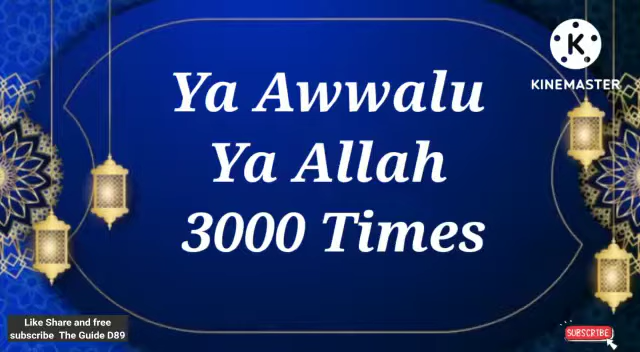 Ya Awwalu
Ya Allah
3000 Times
K
KINEMASTER
Like Share and free
subscribe The Guide D89
SUBSCRIBE